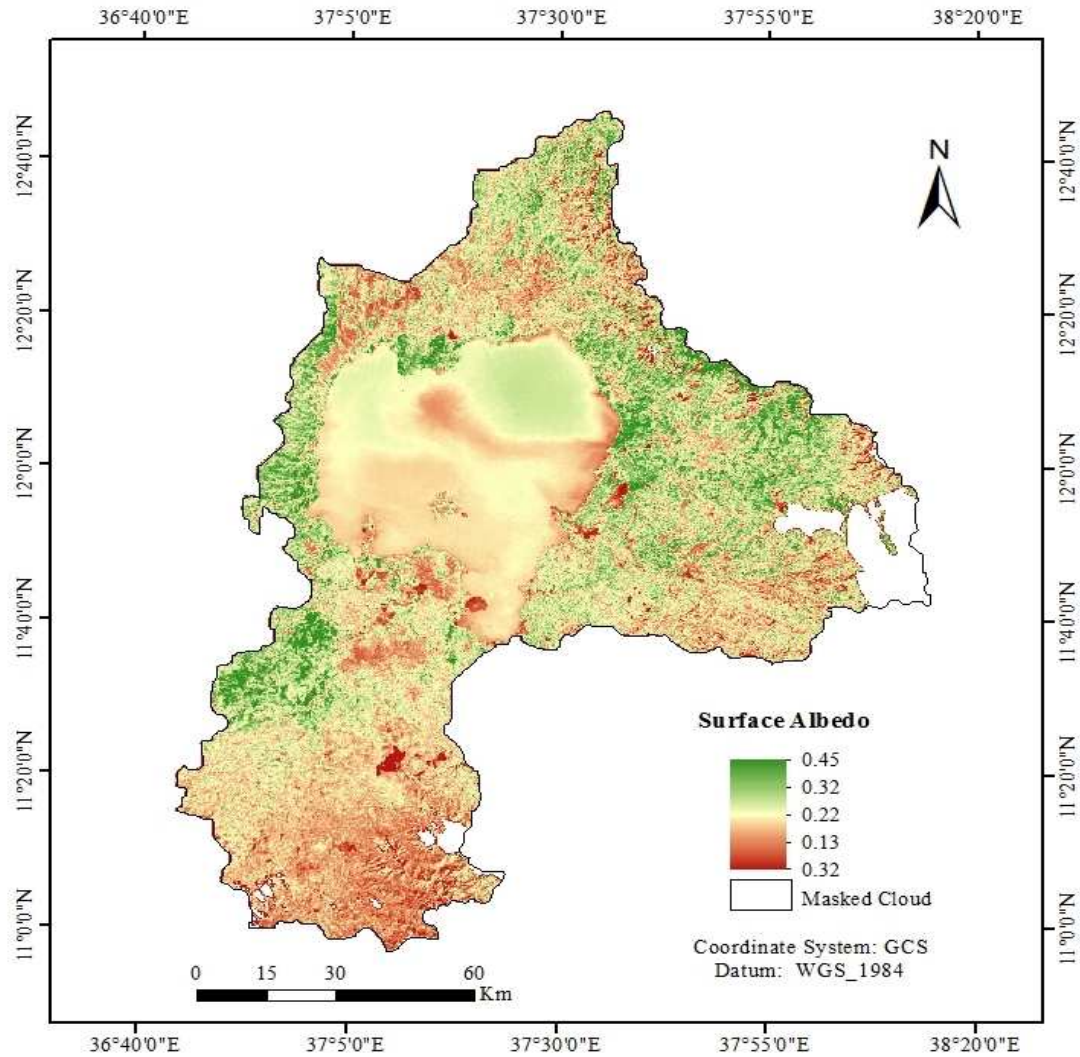 36°40'0"E 37°5'0"E 37°30'0"E 37°55'0"E 38°20'0"E
12°40'0"N 12°40'0"N
N
12°20'0"N 12°20'0"N
12°0'0"N 12°0'0"N
11°40'0"N 11°40'0"N
Surface Albedo
0.45
0.32
0.22
0.13
0.32
11°20'0"N 11°20'0"N
Masked Cloud
11°0'0"N 11°0'0"N
Coordinate System: GCS
Datum: WGS_1984
0 15 30 60
Km
36°40'0"E 37°5'0"E 37°30'0"E 37°55'0"E 38°20'0"E